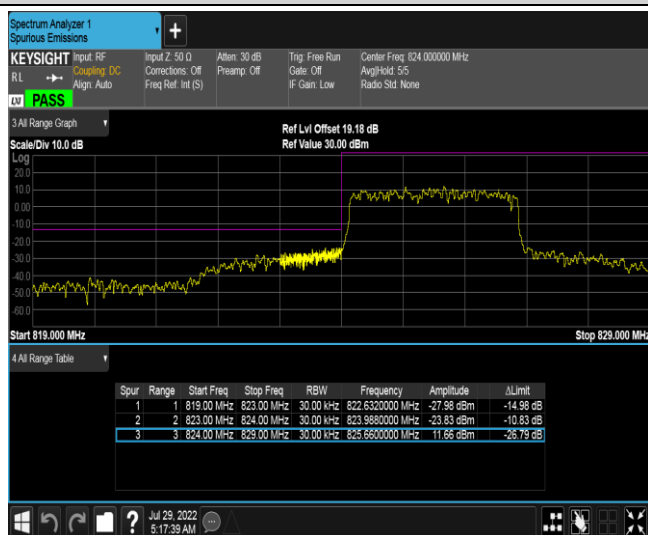 Spectrum Analyzer 1
Spurious Emissions
+
KEYSIGHT Input: RF Input Z: 50 Ω Atten: 30 dB Trig: Free Run Center Freq: 824.000000 MHz
RL Coupling: DC Corrections: Off Preamp: Off Gate: Off Avg|Hold: 5/5
Align: Auto Freq Ref: Int (S) IF Gain: Low Radio Std: None
LXI PASS
3 All Range Graph
Ref Lvl Offset 19.18 dB
Scale/Div 10.0 dB Ref Value 30.00 dBm
Log
20.0
10.0
0.00
-10.0
-20.0
-30.0
-40.0
-50.0
-60.0
Start 819.000 MHz Stop 829.000 MHz
4 All Range Table
Spur Range Start Freq Stop Freq RBW Frequency Amplitude ΔLimit
1 1 819.00 MHz 823.00 MHz 30.00 kHz 822.6320000 MHz -27.98 dBm -14.98 dB
2 2 823.00 MHz 824.00 MHz 30.00 kHz 823.9880000 MHz -23.83 dBm -10.83 dB
3 3 824.00 MHz 829.00 MHz 30.00 kHz 825.6600000 MHz 11.66 dBm -26.79 dB
? Jul 29, 2022
5:17:39 AM